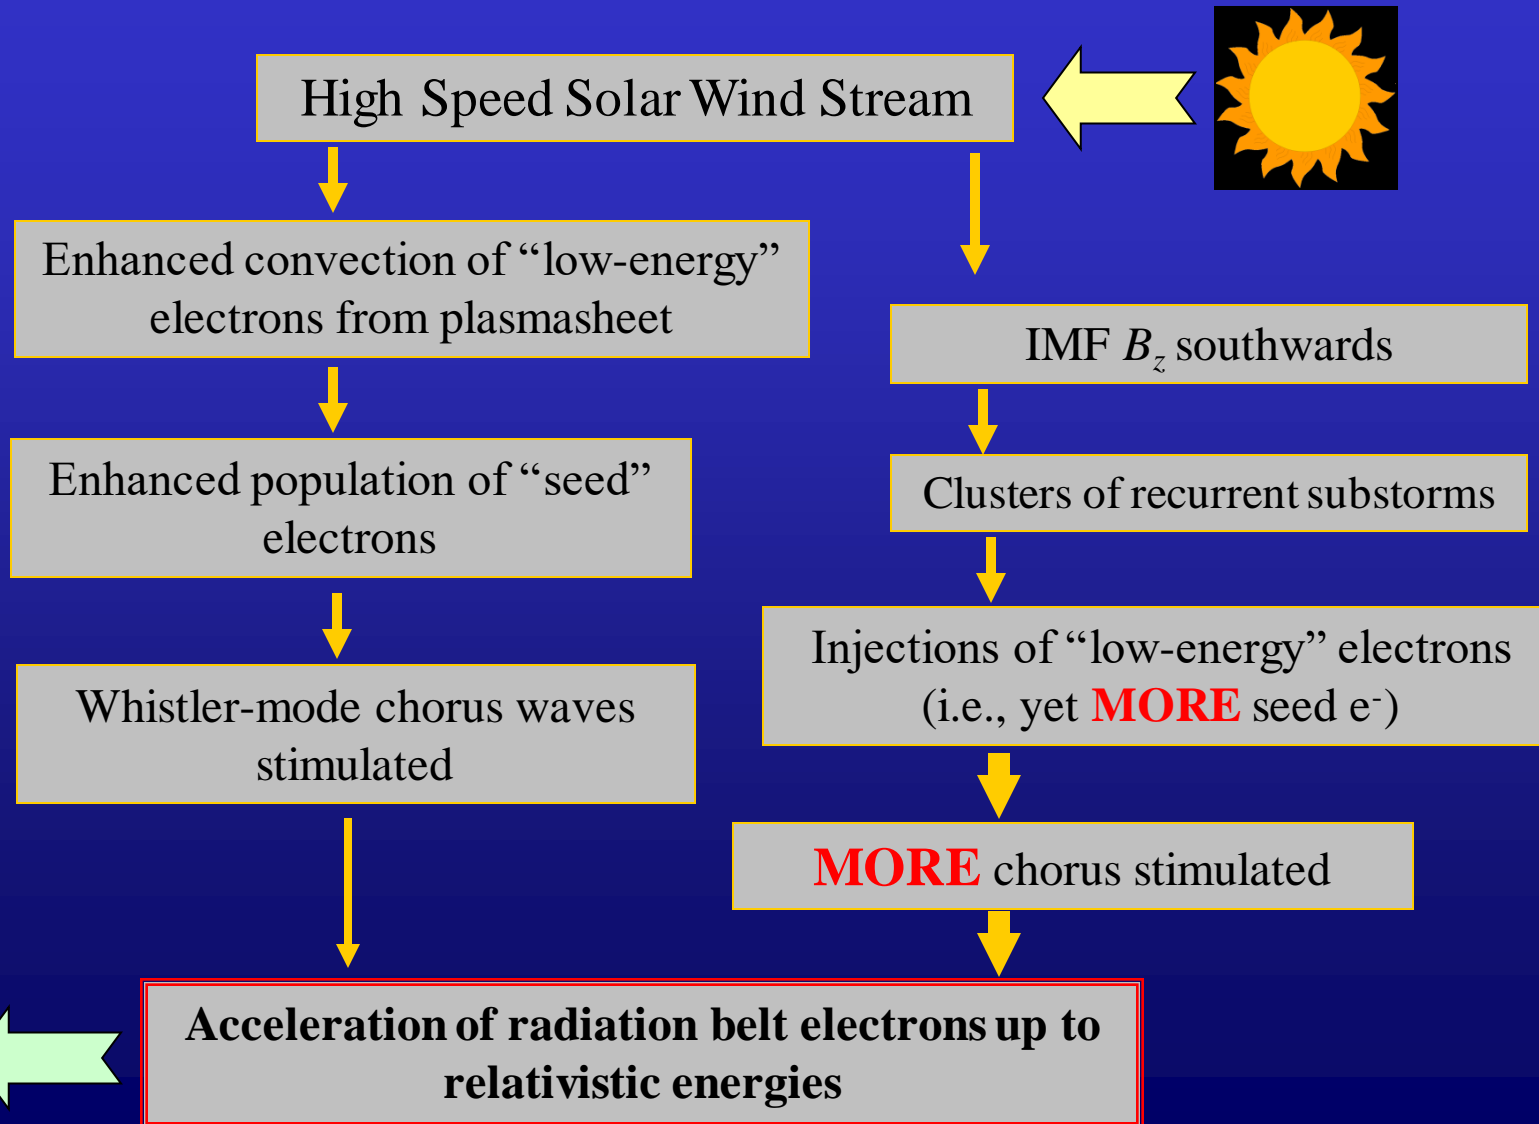 High Speed Solar Wind Stream
Enhanced convection of “low-energy”
electrons from plasmasheet
Enhanced population of “seed”
electrons
Whistler-mode chorus waves
stimulated
IMF Bz southwards
Clusters of recurrent substorms
Injections of “low-energy” electrons
(i.e., yet MORE seed e-)
MORE chorus stimulated
Acceleration of radiation belt electrons up to
relativistic energies